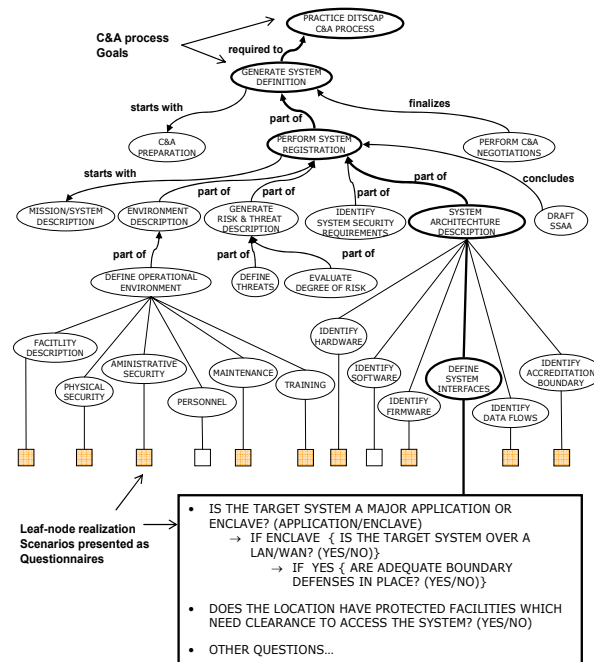 PRACTICE DITSCAP
C&A PROCESS
C&A process
Goals
required to
GENERATE SYSTEM
DEFINITION
starts with
part of
finalizes
C&A
PREPARATION
PERFORM SYSTEM
REGISTRATION
PERFORM C&A
NEGOTIATIONS
starts with
part of
part of
part of
part of
concludes
MISSION/SYSTEM
DESCRIPTION
ENVIRONMENT
DESCRIPTION
GENERATE
RISK & THREAT
DESCRIPTION
IDENTIFY
SYSTEM SECURITY
REQUIREMENTS
SYSTEM
ARCHITECHTURE
DESCRIPTION
DRAFT
SSAA
part of
part of
part of
DEFINE OPERATIONAL
ENVIRONMENT
DEFINE
THREATS
EVALUATE
DEGREE OF RISK
FACITLITY
DESCRIPTION
PHYSICAL
SECURITY
AMINISTRATIVE
SECURITY
PERSONNEL
MAINTENANCE
TRAINING
IDENTIFY
HARDWARE
IDENTIFY
SOFTWARE
IDENTIFY
FIRMWARE
DEFINE
SYSTEM
INTERFACES
IDENTIFY
DATA FLOWS
IDENTIFY
ACCREDITATION
BOUNDARY
Leaf-node realization
Scenarios presented as
Questionnaires
• IS THE TARGET SYSTEM A MAJOR APPLICATION OR
ENCLAVE? (APPLICATION/ENCLAVE)
→ IF ENCLAVE { IS THE TARGET SYSTEM OVER A
LAN/WAN? (YES/NO)}
→ IF YES { ARE ADEQUATE BOUNDARY
DEFENSES IN PLACE? (YES/NO)}
• DOES THE LOCATION HAVE PROTECTED FACILITIES WHICH
NEED CLEARANCE TO ACCESS THE SYSTEM? (YES/NO)
• OTHER QUESTIONS…